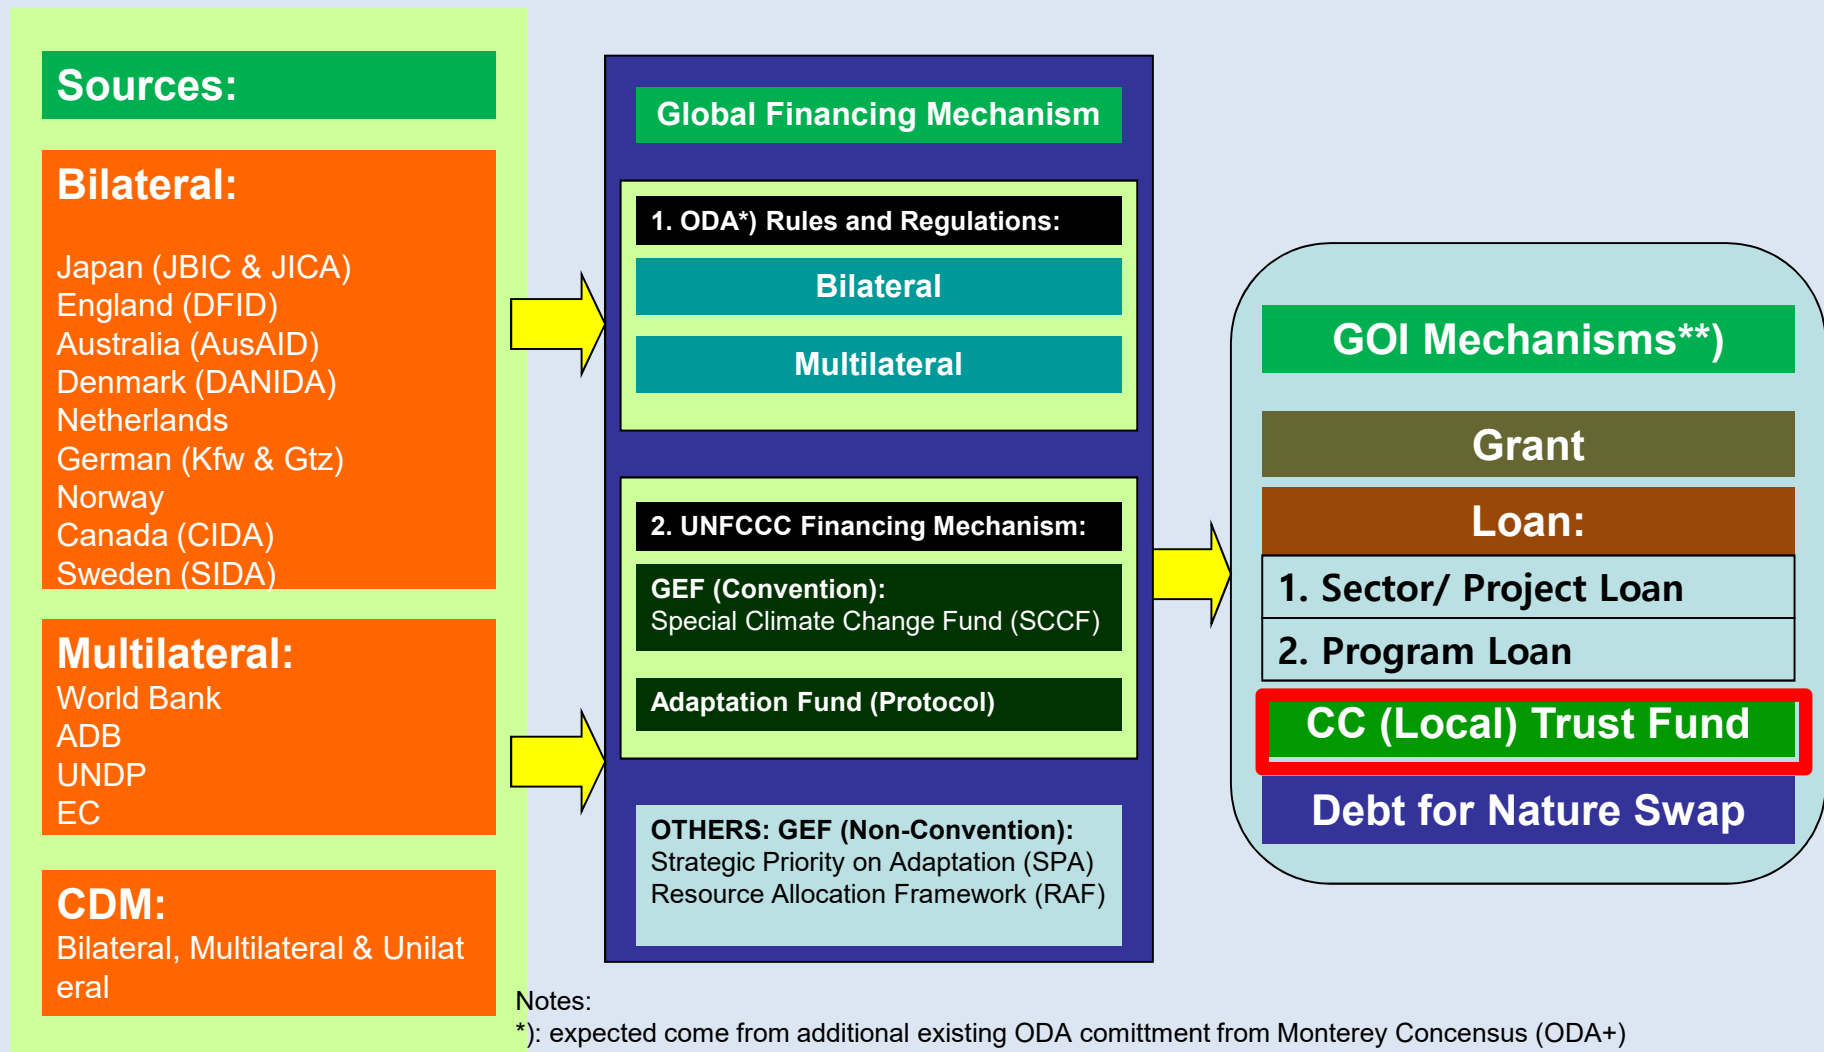 Sources:
Bilateral:
Japan (JBIC & JICA)
England (DFID)
Australia (AusAID)
Denmark (DANIDA)
Netherlands
German (Kfw & Gtz)
Norway
Canada (CIDA)
Sweden (SIDA)
Multilateral:
World Bank
ADB
UNDP
EC
CDM:
Bilateral, Multilateral & Unilat
eral
Global Financing Mechanism
1. ODA*) Rules and Regulations:
Bilateral
Multilateral
2. UNFCCC Financing Mechanism:
GEF (Convention):
Special Climate Change Fund (SCCF)
Adaptation Fund (Protocol)
OTHERS: GEF (Non-Convention):
Strategic Priority on Adaptation (SPA)
Resource Allocation Framework (RAF)
GOI Mechanisms**)
Grant
Loan:
1. Sector/ Project Loan
2. Program Loan
CC (Local) Trust Fund
Debt for Nature Swap
Notes:
*): expected come from additional existing ODA comittment from Monterey Concensus (ODA+)